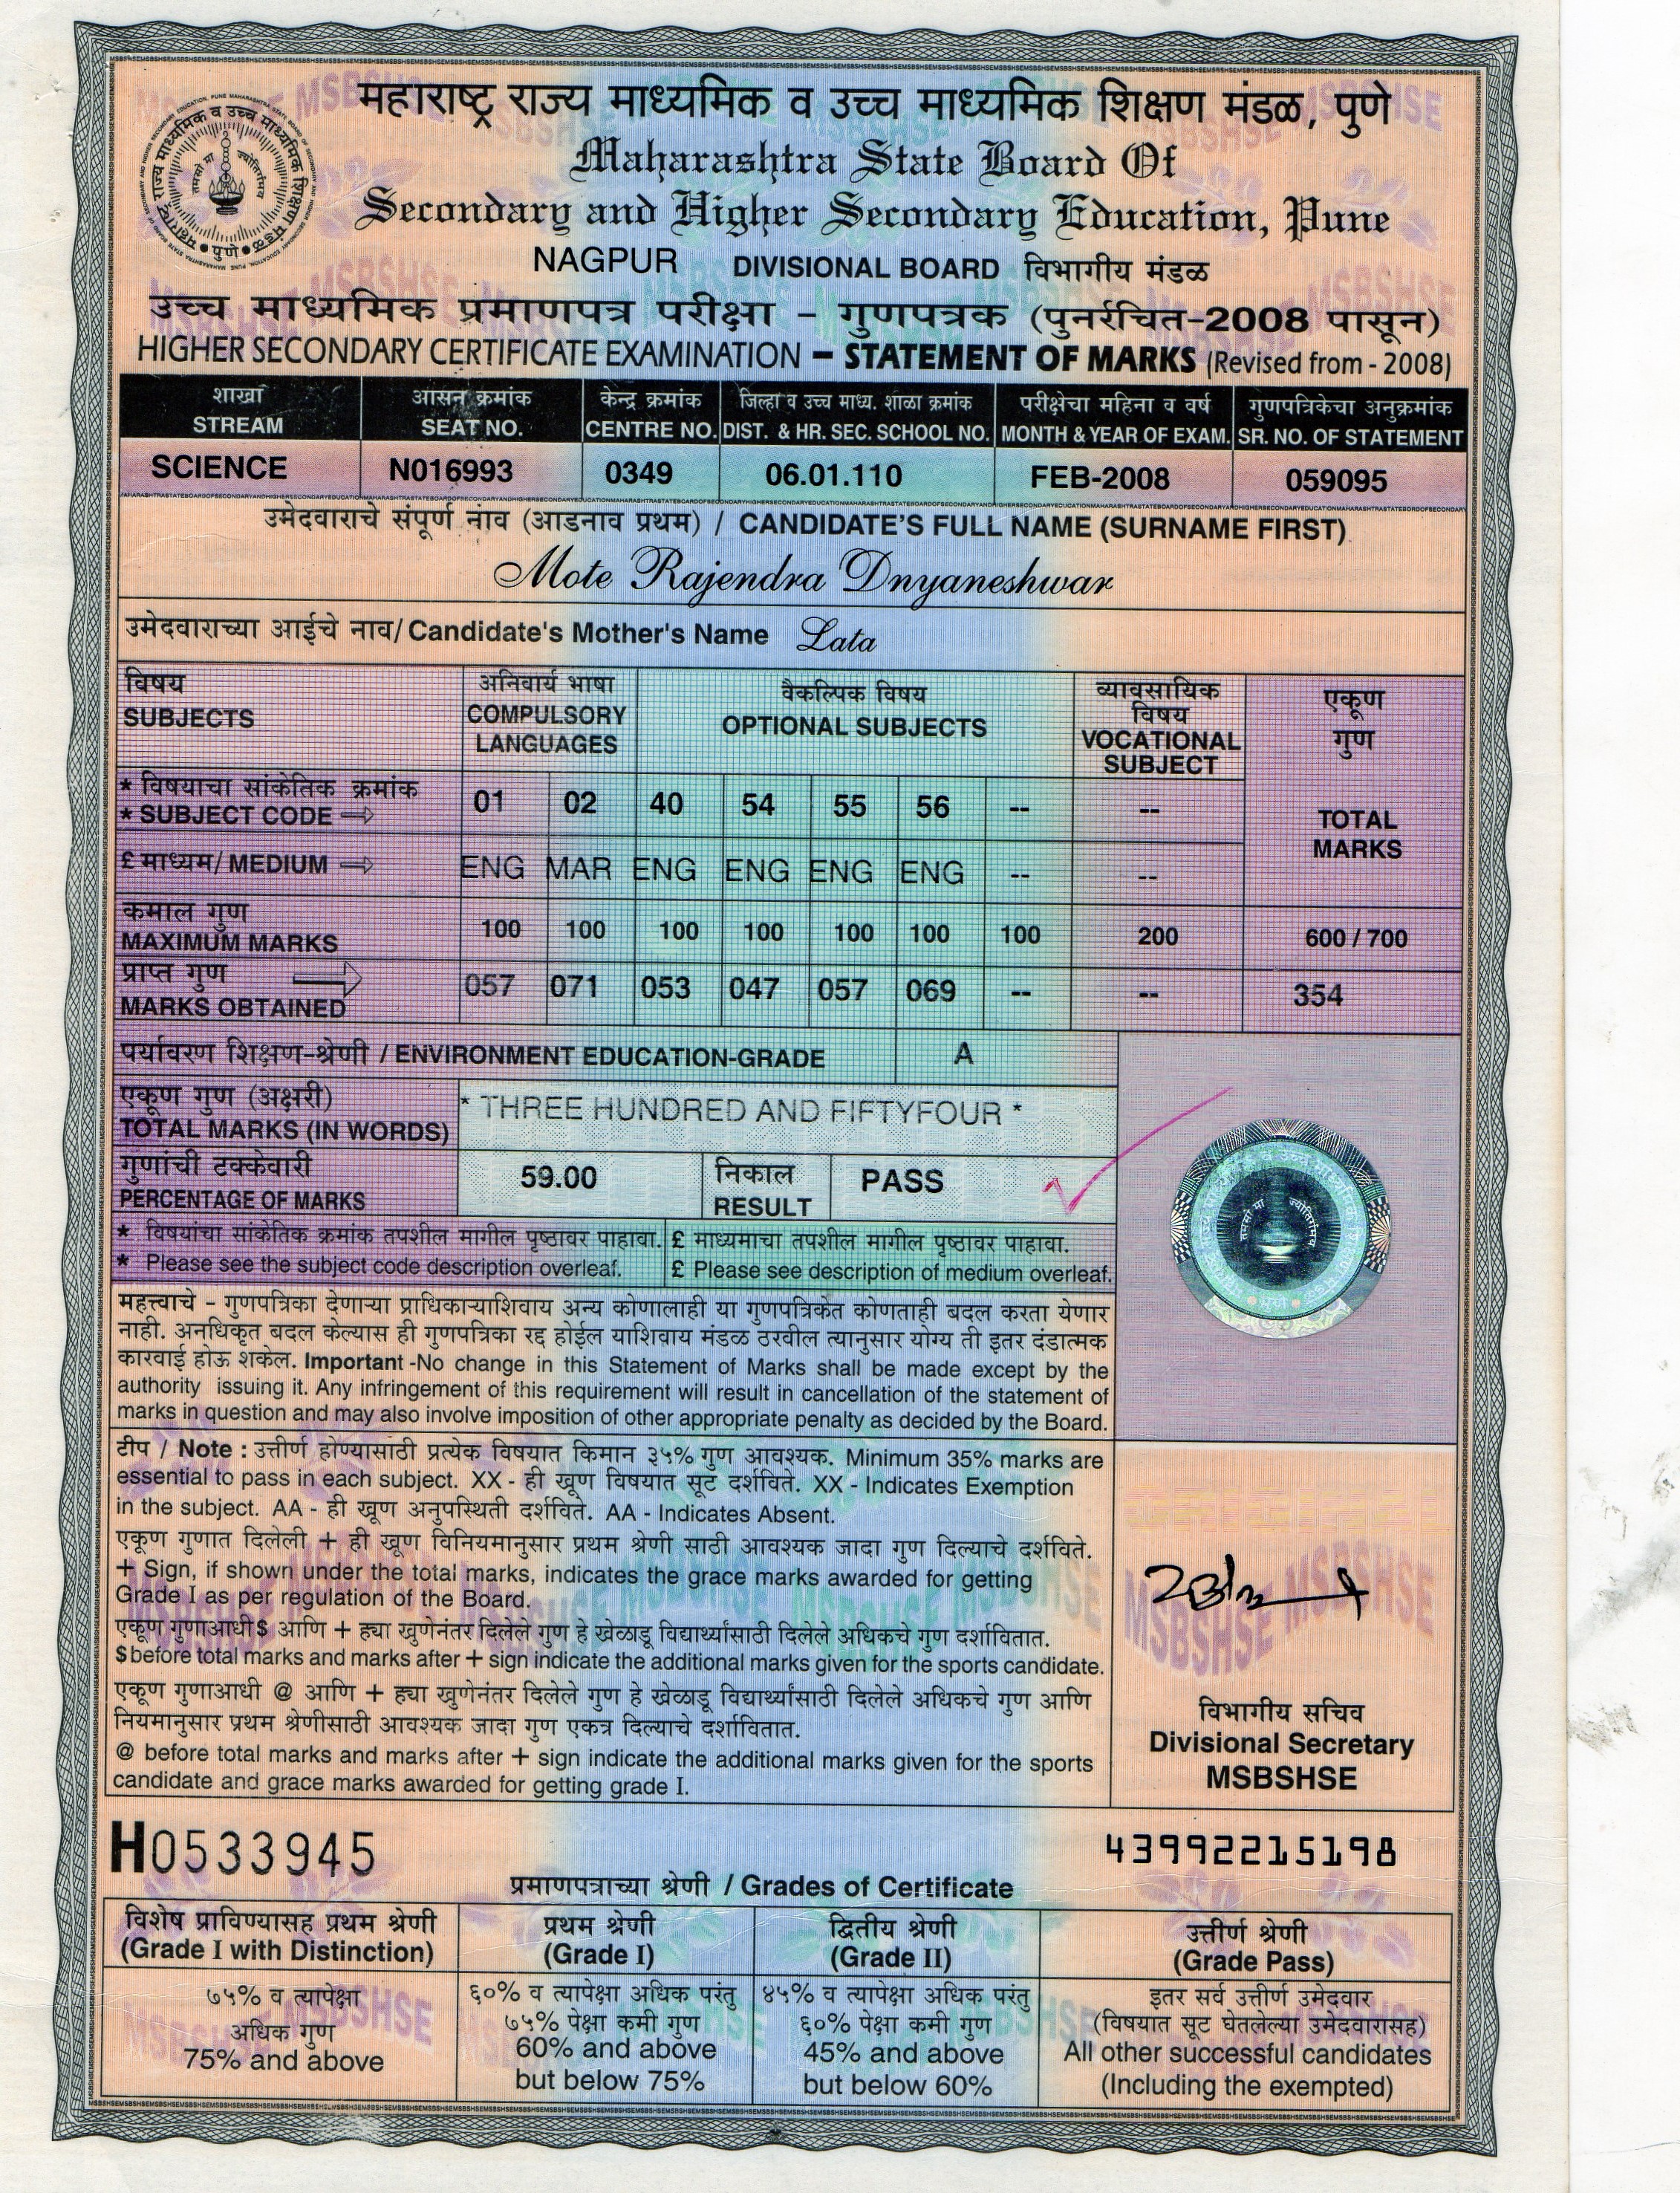 महाराष्ट्र राज्य माध्यमिक व उच्च माध्यमिक शिक्षण मंडळ, पुणे
Maharashtra State Board Of
Secondary and Higher Secondary Education, Pune
NAGPUR DIVISIONAL BOARD विभागीय मंडळ
उच्च माध्यमिक प्रमाणपत्र परीक्षा - गुणपत्रक (पुनर्रचित-2008 पासून)
HIGHER SECONDARY CERTIFICATE EXAMINATION - STATEMENT OF MARKS (Revised from - 2008)
शाखा आसन क्रमांक केन्द्र क्रमांक जिल्हा व उच्च माध्य. शाळा क्रमांक परीक्षेचा महिना व वर्ष गुणपत्रिकेचा अनुक्रमांक
STREAM SEAT NO. CENTRE NO. DIST. & HR. SEC. SCHOOL NO. MONTH & YEAR OF EXAM. SR. NO. OF STATEMENT
SCIENCE N016993 0349 06.01.110 FEB-2008 059095
उमेदवाराचे संपूर्ण नाव (आडनाव प्रथम) / CANDIDATE'S FULL NAME (SURNAME FIRST)
Mote Rajendra Dnyaneshwar
उमेदवाराच्या आईचे नाव/ Candidate's Mother's Name Lata
विषय अनिवार्य भाषा वैकल्पिक विषय व्यावसायिक एकूण
SUBJECTS COMPULSORY OPTIONAL SUBJECTS विषय गुण
LANGUAGES VOCATIONAL
SUBJECT
* विषयाचा सांकेतिक क्रमांक
* SUBJECT CODE ⇨ 01 02 40 54 55 56 -- -- TOTAL
MARKS
£ माध्यम/ MEDIUM ⇨ ENG MAR ENG ENG ENG ENG -- --
कमाल गुण
MAXIMUM MARKS 100 100 100 100 100 100 100 200 600 / 700
प्राप्त गुण
MARKS OBTAINED 057 071 053 047 057 069 -- -- 354
पर्यावरण शिक्षण-श्रेणी / ENVIRONMENT EDUCATION-GRADE A
एकूण गुण (अक्षरी)
TOTAL MARKS (IN WORDS) * THREE HUNDRED AND FIFTYFOUR *
गुणांची टक्केवारी 59.00 निकाल PASS
PERCENTAGE OF MARKS RESULT
* विषयांचा सांकेतिक क्रमांक तपशील मागील पृष्ठावर पाहावा. £ माध्यमाचा तपशील मागील पृष्ठावर पाहावा.
* Please see the subject code description overleaf. £ Please see description of medium overleaf.
महत्त्वाचे - गुणपत्रिका देणाऱ्या प्राधिकाऱ्याशिवाय अन्य कोणालाही या गुणपत्रिकेत कोणताही बदल करता येणार
नाही. अनधिकृत बदल केल्यास ही गुणपत्रिका रद्द होईल याशिवाय मंडळ ठरवील त्यानुसार योग्य ती इतर दंडात्मक
कारवाई होऊ शकेल. Important -No change in this Statement of Marks shall be made except by the
authority issuing it. Any infringement of this requirement will result in cancellation of the statement of
marks in question and may also involve imposition of other appropriate penalty as decided by the Board.
टीप / Note : उत्तीर्ण होण्यासाठी प्रत्येक विषयात किमान ३५% गुण आवश्यक. Minimum 35% marks are
essential to pass in each subject. XX - ही खूण विषयात सूट दर्शविते. XX - Indicates Exemption
in the subject. AA - ही खूण अनुपस्थिती दर्शविते. AA - Indicates Absent.
एकूण गुणात दिलेली + ही खूण विनियमानुसार प्रथम श्रेणी साठी आवश्यक जादा गुण दिल्याचे दर्शविते.
+ Sign, if shown under the total marks, indicates the grace marks awarded for getting
Grade I as per regulation of the Board.
एकूण गुणाआधी $ आणि + ह्या खुणेनंतर दिलेले गुण हे खेळाडू विद्यार्थ्यांसाठी दिलेले अधिकचे गुण दर्शवितात.
$ before total marks and marks after + sign indicate the additional marks given for the sports candidate.
एकूण गुणाआधी @ आणि + ह्या खुणेनंतर दिलेले गुण हे खेळाडू विद्यार्थ्यांसाठी दिलेले अधिकचे गुण आणि
नियमानुसार प्रथम श्रेणीसाठी आवश्यक जादा गुण एकत्र दिल्याचे दर्शवितात.
@ before total marks and marks after + sign indicate the additional marks given for the sports
candidate and grace marks awarded for getting grade I.
विभागीय सचिव
Divisional Secretary
MSBSHSE
H0533945 43992215198
प्रमाणपत्राच्या श्रेणी / Grades of Certificate
विशेष प्राविण्यासह प्रथम श्रेणी प्रथम श्रेणी द्वितीय श्रेणी उत्तीर्ण श्रेणी
(Grade I with Distinction) (Grade I) (Grade II) (Grade Pass)
७५% व त्यापेक्षा ६०% व त्यापेक्षा अधिक परंतु ४५% व त्यापेक्षा अधिक परंतु इतर सर्व उत्तीर्ण उमेदवार
अधिक गुण ७५% पेक्षा कमी गुण ६०% पेक्षा कमी गुण (विषयात सूट घेतलेल्या उमेदवारासह)
75% and above 60% and above 45% and above All other successful candidates
but below 75% but below 60% (Including the exempted)